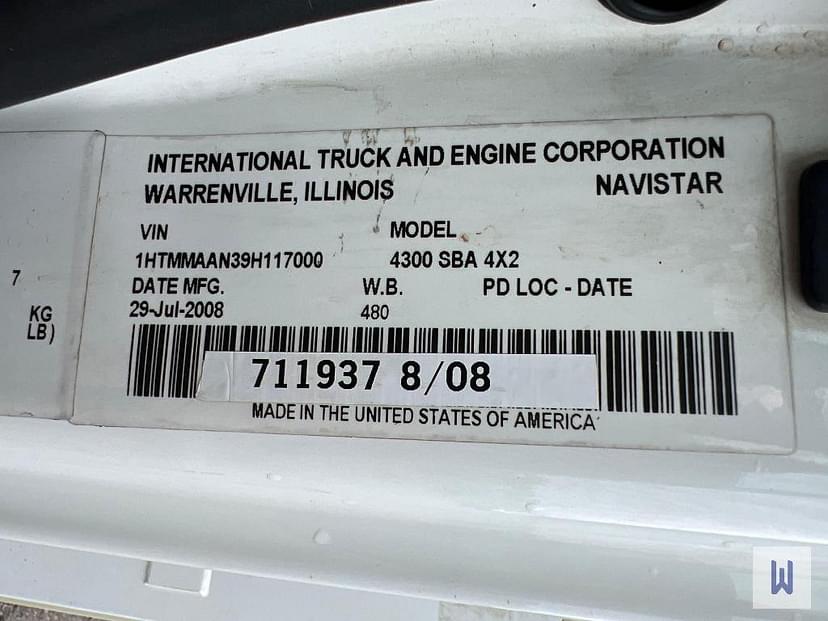 INTERNATIONAL TRUCK AND ENGINE CORPORATION
WARRENVILLE, ILLINOIS NAVISTAR
VIN MODEL
1HTMMAAN39H117000 4300 SBA 4X2
DATE MFG. W.B. PD LOC - DATE
29-Jul-2008 480
711937 8/08
MADE IN THE UNITED STATES OF AMERICA
7
KG
LB)
W